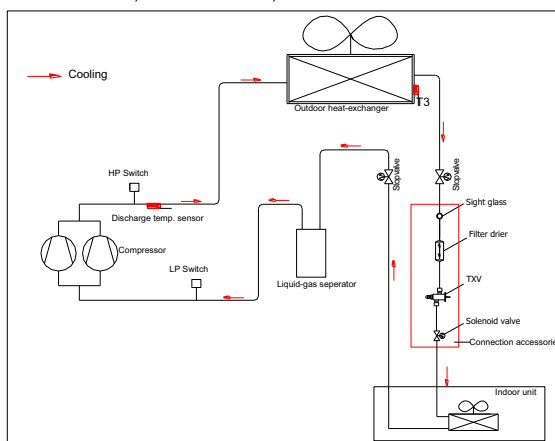 Cooling
T3
Outdoor heat-exchanger
HP Switch
Stopvalve
Stopvalve
Sight glass
Discharge temp. sensor
Filter drier
Compressor
LP Switch
TXV
Liquid-gas seperator
Solenoid valve
Connection accessorie
Indoor unit